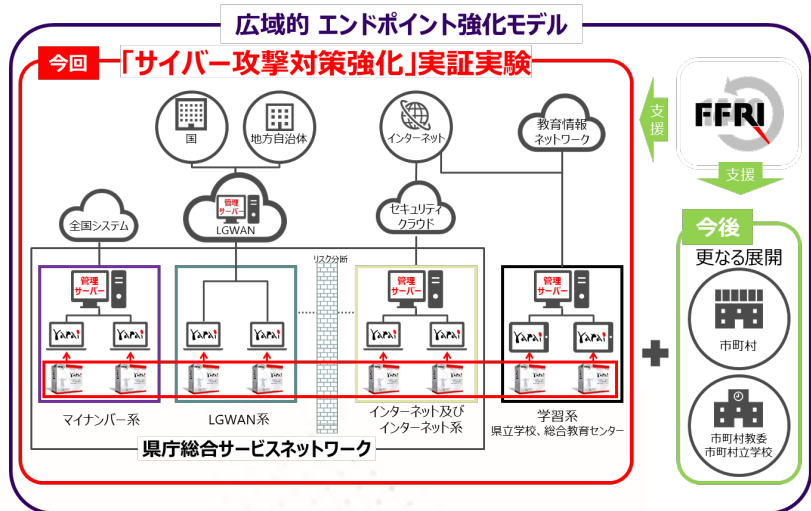 広域的 エンドポイント強化モデル
今回
「サイバー攻撃対策強化」実証実験
国
地方自治体
インターネット
教育情報
ネットワーク
支援
FFRI
支援
全国システム
管理
サーバー
LGWAN
セキュリティ
クラウド
リスク分断
管理
サーバー
管理
サーバー
管理
サーバー
Yarai
Yarai
Yarai
Yarai
Yarai
Yarai
Yarai
Yarai
マイナンバー系
LGWAN系
インターネット及び
インターネット系
学習系
県立学校、総合教育センター
県庁総合サービスネットワーク
今後
更なる展開
市町村
市町村教委
市町村立学校